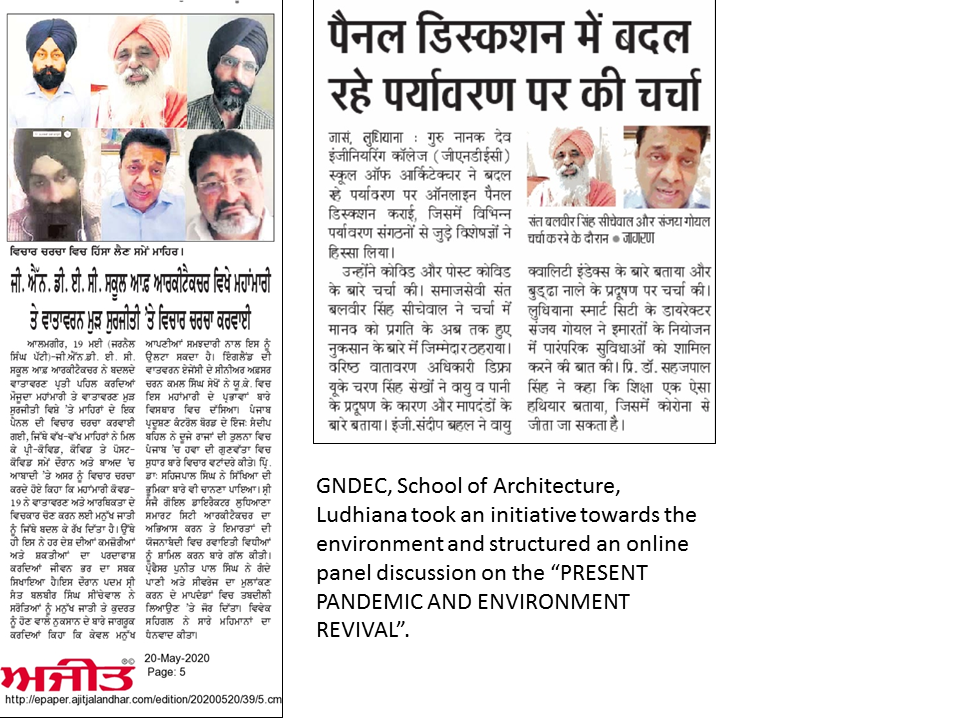 ਵਿਚਾਰ ਚਰਚਾ ਵਿਚ ਹਿੱਸਾ ਲੈਣ ਸਮੇਂ ਮਾਹਿਰ।
ਜੀ. ਐੱਨ. ਡੀ. ਈ. ਸੀ. ਸਕੂਲ ਆਫ਼ ਆਰਕੀਟੈਕਚਰ ਵਿਖੇ ਮਹਾਂਮਾਰੀ
ਤੇ ਵਾਤਾਵਰਨ ਮੁੜ ਸੁਰਜੀਤੀ 'ਤੇ ਵਿਚਾਰ ਚਰਚਾ ਕਰਵਾਈ
ਆਲਮਗੀਰ, 19 ਮਈ (ਜਰਨੈਲ
ਸਿੰਘ ਪੱਟੀ)-ਜੀ.ਐੱਨ.ਡੀ. ਈ. ਸੀ.
ਸਕੂਲ ਆਫ਼ ਆਰਕੀਟੈਕਚਰ ਨੇ ਬਦਲਦੇ
ਵਾਤਾਵਰਣ ਪ੍ਰਤੀ ਪਹਿਲ ਕਰਦਿਆਂ
ਮੌਜੂਦਾ ਮਹਾਂਮਾਰੀ ਤੇ ਵਾਤਾਵਰਨ ਮੁੜ
ਸੁਰਜੀਤੀ ਵਿਸ਼ੇ 'ਤੇ ਮਾਹਿਰਾਂ ਦੇ ਇਕ
ਪੈਨਲ ਦੀ ਵਿਚਾਰ ਚਰਚਾ ਕਰਵਾਈ
ਗਈ, ਜਿੱਥੇ ਵੱਖ-ਵੱਖ ਮਾਹਿਰਾਂ ਨੇ ਮਿਲ
ਕੇ ਪ੍ਰੀ-ਕੋਵਿਡ, ਕੋਵਿਡ ਤੇ ਪੋਸਟ-
ਕੋਵਿਡ ਸਮੇਂ ਦੌਰਾਨ ਅਤੇ ਬਾਅਦ 'ਚ
ਆਬਾਦੀ 'ਤੇ ਅਸਰ ਨੂੰ ਵਿਚਾਰ ਚਰਚਾ
ਕਰਦੇ ਹੋਏ ਕਿਹਾ ਕਿ ਮਹਾਂਮਾਰੀ ਕੋਵਡ-
19 ਨੇ ਵਾਤਾਵਰਣ ਅਤੇ ਆਰਥਿਕਤਾ ਦੇ
ਵਿਚਕਾਰ ਚੋਣ ਕਰਨ ਲਈ ਮਨੁੱਖ ਜਾਤੀ
ਨੂੰ ਜਿੱਥੇ ਬਦਲ ਕੇ ਰੱਖ ਦਿੱਤਾ ਹੈ। ਉੱਥੇ
ਹੀ ਇਸ ਨੇ ਹਰ ਦੇਸ਼ ਦੀਆਂ ਕਮਜ਼ੋਰੀਆਂ
ਅਤੇ ਸ਼ਕਤੀਆਂ ਦਾ ਪਰਦਾਫਾਸ਼
ਕਰਦਿਆਂ ਜੀਵਨ ਭਰ ਦਾ ਸਬਕ
ਸਿਖਾਇਆ ਹੈ।ਇਸ ਦੌਰਾਨ ਪਦਮ ਸ੍ਰੀ
ਸੰਤ ਬਲਬੀਰ ਸਿੰਘ ਸੀਚੇਵਾਲ ਨੇ
ਸਰੋਤਿਆਂ ਨੂੰ ਮਨੁੱਖ ਜਾਤੀ ਤੇ ਕੁਦਰਤ
ਨੂੰ ਹੋਣ ਵਾਲੇ ਨੁਕਸਾਨ ਦੇ ਬਾਰੇ ਜਾਗਰੂਕ
ਕਰਦਿਆਂ ਕਿਹਾ ਕਿ ਕੇਵਲ ਮਨੁੱਖ
ਆਪਣੀਆਂ ਸਮਝਦਾਰੀ ਨਾਲ ਇਸ ਨੂੰ
ਉਲਟਾ ਸਕਦਾ ਹੈ। ਇੰਗਲੈਂਡ ਦੀ
ਵਾਤਵਰਨ ਏਜੇਂਸੀ ਦੇ ਸੀਨੀਅਰ ਅਫ਼ਸਰ
ਚਰਨ ਕਮਲ ਸਿੰਘ ਸੇਖੋਂ ਨੇ ਯੂ.ਕੇ. ਵਿਚ
ਇਸ ਮਹਾਂਮਾਰੀ ਦੇ ਪ੍ਰਭਾਵਾਂ ਬਾਰੇ
ਵਿਸਥਾਰ ਵਿਚ ਦੱਸਿਆ। ਪੰਜਾਬ
ਪ੍ਰਦੂਸ਼ਣ ਕੰਟਰੋਲ ਬੋਰਡ ਦੇ ਇੰਜ: ਸੰਦੀਪ
ਬਹਿਲ ਨੇ ਦੂਜੇ ਰਾਜਾਂ ਦੀ ਤੁਲਨਾ ਵਿਚ
ਪੰਜਾਬ 'ਚ ਹਵਾ ਦੀ ਗੁਣਵੱਤਾ ਵਿਚ
ਸੁਧਾਰ ਬਾਰੇ ਵਿਚਾਰ ਵਟਾਂਦਰੇ ਕੀਤੇ। ਪ੍ਰਿੰ.
ਡਾ: ਸਹਿਜਪਾਲ ਸਿੰਘ ਨੇ ਸਿੱਖਿਆ ਦੀ
ਭੂਮਿਕਾ ਬਾਰੇ ਵੀ ਚਾਨਣਾ ਪਾਇਆ। ਸ੍ਰੀ
ਸੰਜੈ ਗੋਇਲ ਡਾਇਰੈਕਟਰ ਲੁਧਿਆਣਾ
ਸਮਾਰਟ ਸਿਟੀ ਆਰਕੀਟੈਕਚਰ ਦਾ
ਅਭਿਆਸ ਕਰਨ ਤੇ ਇਮਾਰਤਾਂ ਦੀ
ਯੋਜਨਾਬੰਦੀ ਵਿਚ ਰਵਾਇਤੀ ਵਿਧੀਆਂ
ਨੂੰ ਸ਼ਾਮਿਲ ਕਰਨ ਬਾਰੇ ਗੱਲ ਕੀਤੀ।
ਪ੍ਰੋਫੈਸਰ ਪੁਨੀਤ ਪਾਲ ਸਿੰਘ ਨੇ ਗੰਦੇ
ਪਾਣੀ ਅਤੇ ਸੀਵਰੇਜ ਦਾ ਮੁਲਾਂਕਣ
ਕਰਨ ਦੇ ਮਾਪਦੰਡਾਂ ਵਿਚ ਤਬਦੀਲੀ
ਲਿਆਉਣ 'ਤੇ ਜ਼ੋਰ ਦਿੱਤਾ। ਵਿਵੇਕ
ਸਹਿਗਲ ਨੇ ਸਾਰੇ ਮਹਿਮਾਨਾਂ ਦਾ
ਧੰਨਵਾਦ ਕੀਤਾ।
ਅਜੀਤ ®©
20-May-2020
Page: 5
http://epaper.ajitjalandhar.com/edition/20200520/39/5.cm
पैनल डिस्कशन में बदल
रहे पर्यावरण पर की चर्चा
जासं, लुधियाना : गुरु नानक देव
इंजीनियरिंग कॉलेज (जीएनडीईसी)
स्कूल ऑफ आर्किटेक्चर ने बदल
रहे पर्यावरण पर ऑनलाइन पैनल
डिस्कशन कराई, जिसमें विभिन्न
पर्यावरण संगठनों से जुड़े विशेषज्ञों ने
हिस्सा लिया।
उन्होंने कोविड और पोस्ट कोविड
के बारे चर्चा की। समाजसेवी संत
बलवीर सिंह सीचेवाल ने चर्चा में
मानव को प्रगति के अब तक हुए
नुकसान के बारे में जिम्मेदार ठहराया।
वरिष्ठ वातावरण अधिकारी डिफ्रा
यूके चरण सिंह सेखों ने वायु व पानी
के प्रदूषण के कारण और मापदंडों के
बारे बताया। इंजी.संदीप बहल ने वायु
संत बलवीर सिंह सीचेवाल और संजय गोयल
चर्चा करने के दौरान ● जागरण
क्वालिटी इंडेक्स के बारे बताया और
बुड्ढा नाले के प्रदूषण पर चर्चा की।
लुधियाना स्मार्ट सिटी के डायरेक्टर
संजय गोयल ने इमारतों के नियोजन
में पारंपरिक सुविधाओं को शामिल
करने की बात की। प्रि. डॉ. सहजपाल
सिंह ने कहा कि शिक्षा एक ऐसा
हथियार बताया, जिसमें कोरोना से
जीता जा सकता है।
GNDEC, School of Architecture,
Ludhiana took an initiative towards the
environment and structured an online
panel discussion on the “PRESENT
PANDEMIC AND ENVIRONMENT
REVIVAL”.